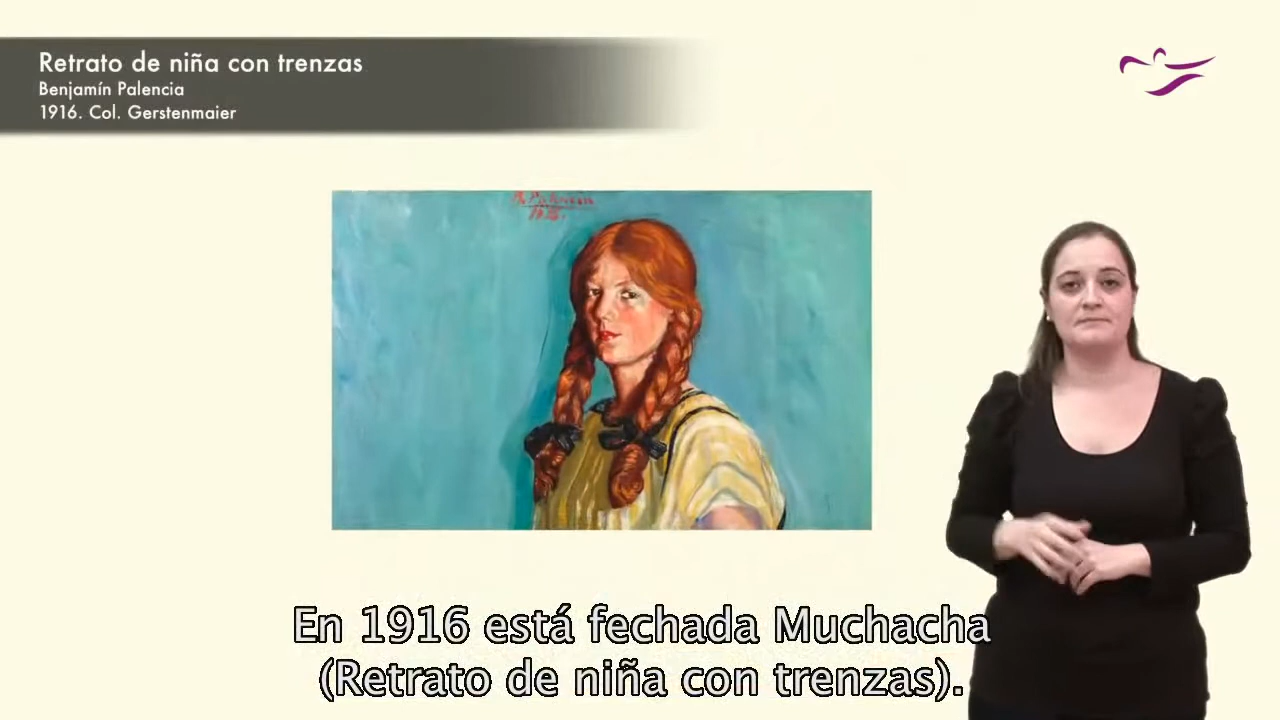 Retrato de niña con trenzas
Benjamín Palencia
1916. Col. Gerstenmaier
En 1916 está fechada Muchacha
(Retrato de niña con trenzas).